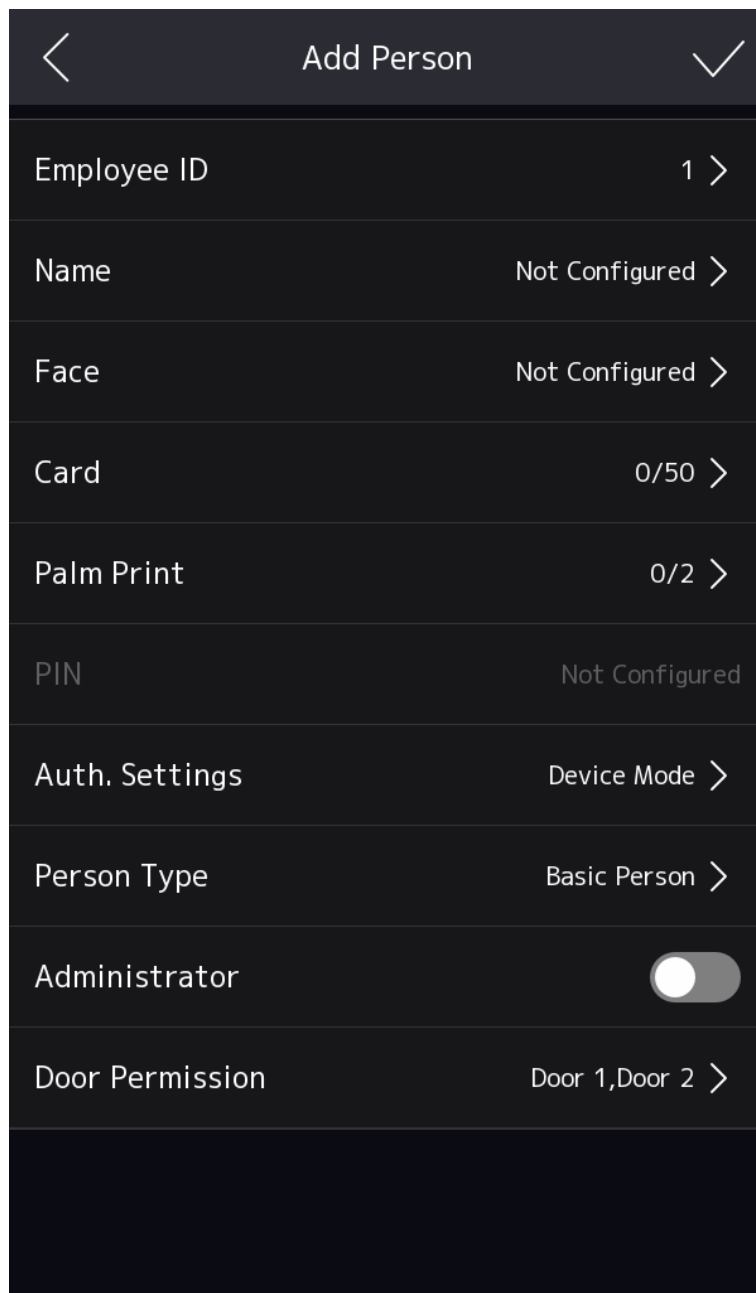 Add Person
Employee ID 1
Name Not Configured
Face Not Configured
Card 0/50
Palm Print 0/2
PIN Not Configured
Auth. Settings Device Mode
Person Type Basic Person
Administrator
Door Permission Door 1,Door 2